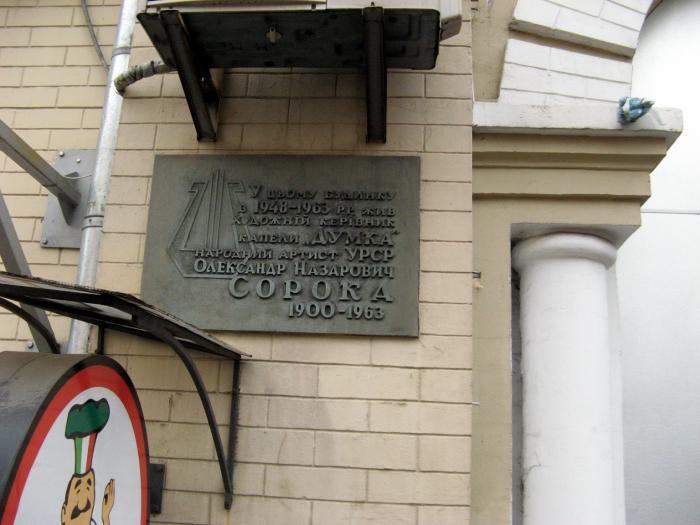 У цьому будинку
в 1948-1963 рр. жив
художній керівник
капели „Думка"
народний артист УРСР
Олександр Назарович
Сорока
1900-1963